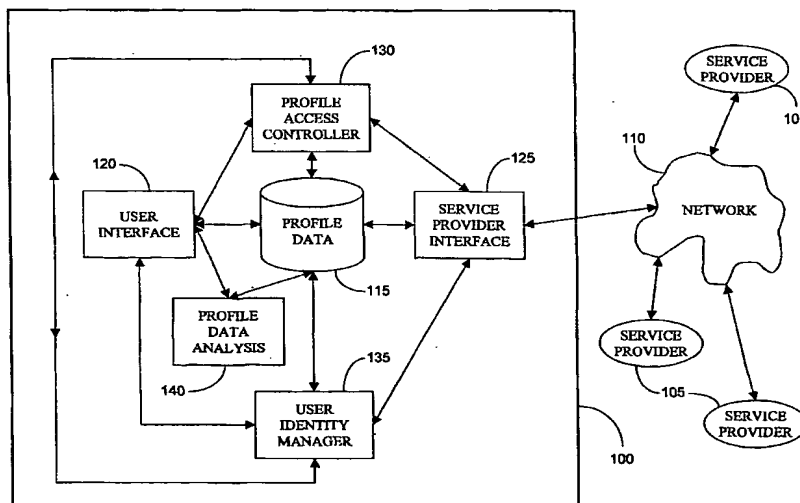 130
PROFILE
ACCESS
CONTROLLER
SERVICE
PROVIDER
10
110
120
125
USER
INTERFACE
PROFILE
DATA
SERVICE
PROVIDER
INTERFACE
NETWORK
115
PROFILE
DATA
ANALYSIS
140
135
USER
IDENTITY
MANAGER
SERVICE
PROVIDER
105
SERVICE
PROVIDER
100